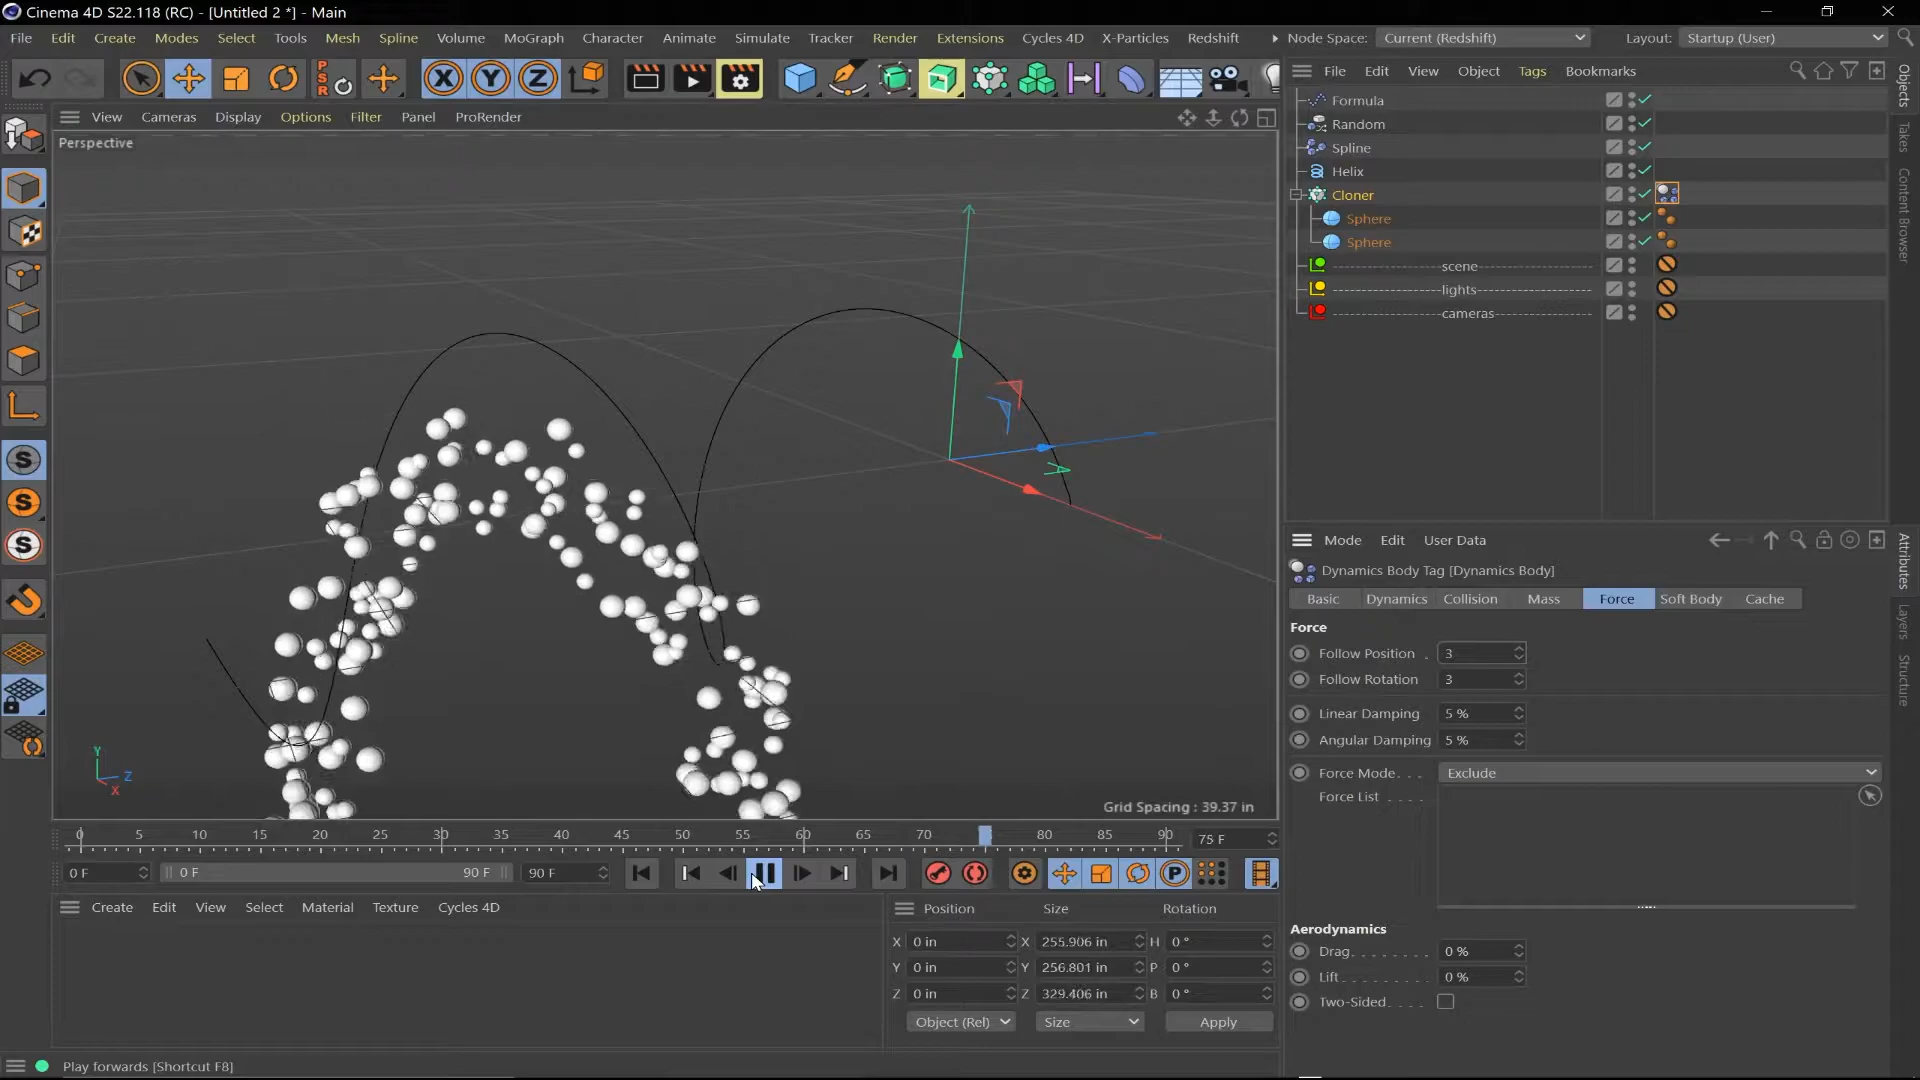 Cinema 4D S22.118 (RC) - [Untitled 2 *] - Main
File Edit Create Modes Select Tools Mesh Spline Volume MoGraph Character Animate Simulate Tracker Render Extensions Cycles 4D X-Particles Redshift
Node Space: Current (Redshift) Layout: Startup (User)
PSR X Y Z
File Edit View Object Tags Bookmarks
View Cameras Display Options Filter Panel ProRender
Perspective
Formula
Random
Spline
Helix
Cloner
Sphere
Sphere
scene
lights
cameras
Objects
Takes
Content Browser
S
S
S
Y
Z
X
Grid Spacing : 39.37 in
Mode Edit User Data
Dynamics Body Tag [Dynamics Body]
Basic Dynamics Collision Mass Force Soft Body Cache
Force
Follow Position . 3
Follow Rotation 3
Linear Damping 5 %
Angular Damping 5 %
Force Mode. . . Exclude
Force List . . . .
Aerodynamics
Drag. . . . . . . . 0 %
Lift. . . . . . . . . 0 %
Two-Sided. . . .
Attributes
Layers
Structure
0 5 10 15 20 25 30 35 40 45 50 55 60 65 70 80 85 90 75 F
0 F 0 F 90 F 90 F
P
Create Edit View Select Material Texture Cycles 4D
Position Size Rotation
X 0 in X 255.906 in H 0 °
Y 0 in Y 256.801 in P 0 °
Z 0 in Z 329.406 in B 0 °
Object (Rel) Size Apply
Play forwards [Shortcut F8]